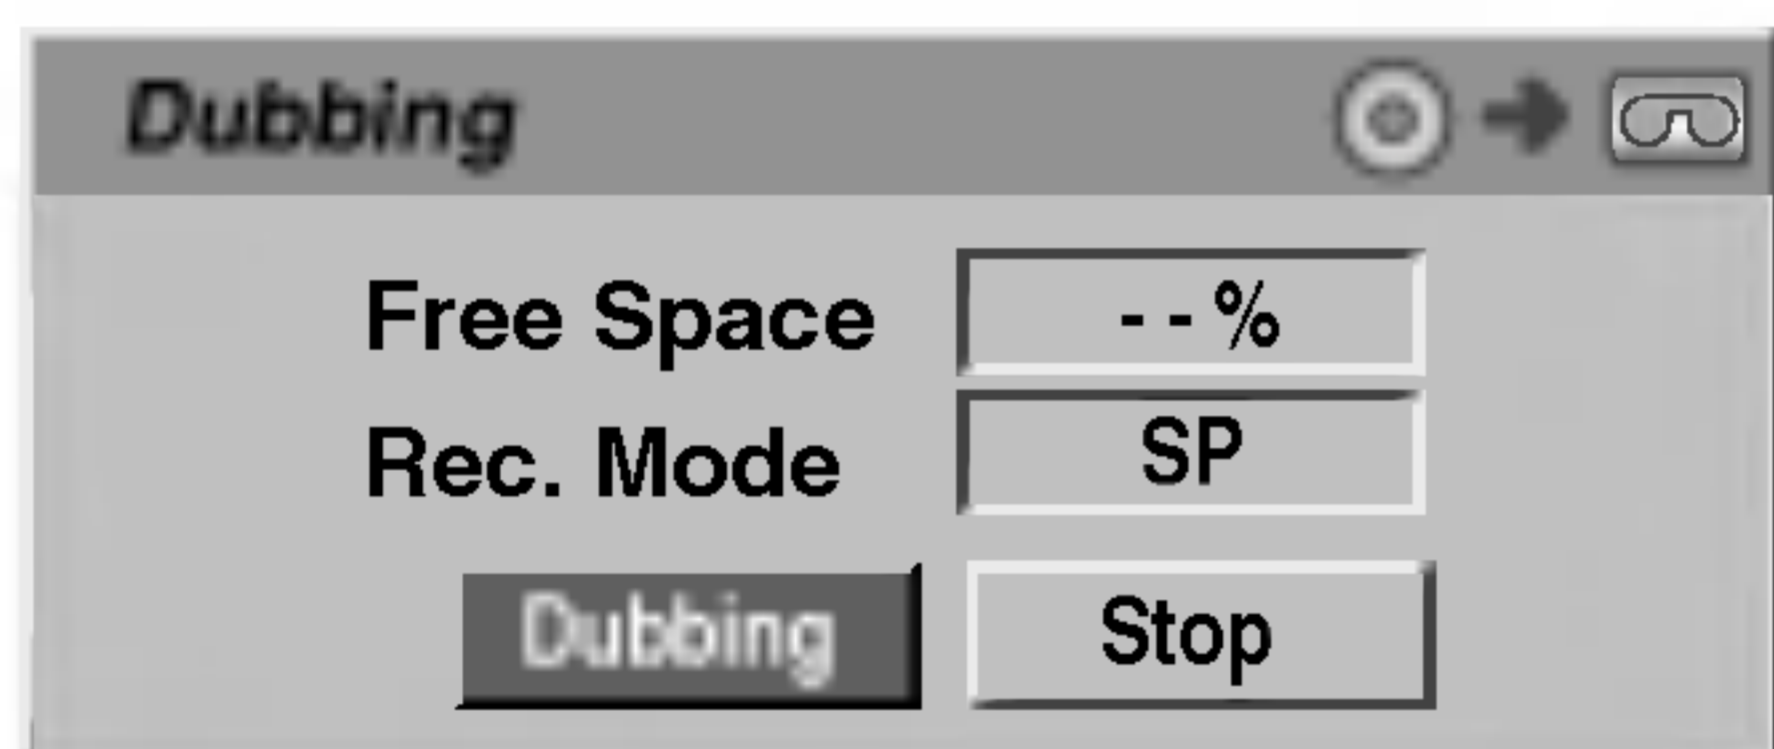 Dubbing
Free Space - - %
Rec. Mode SP
Dubbing Stop